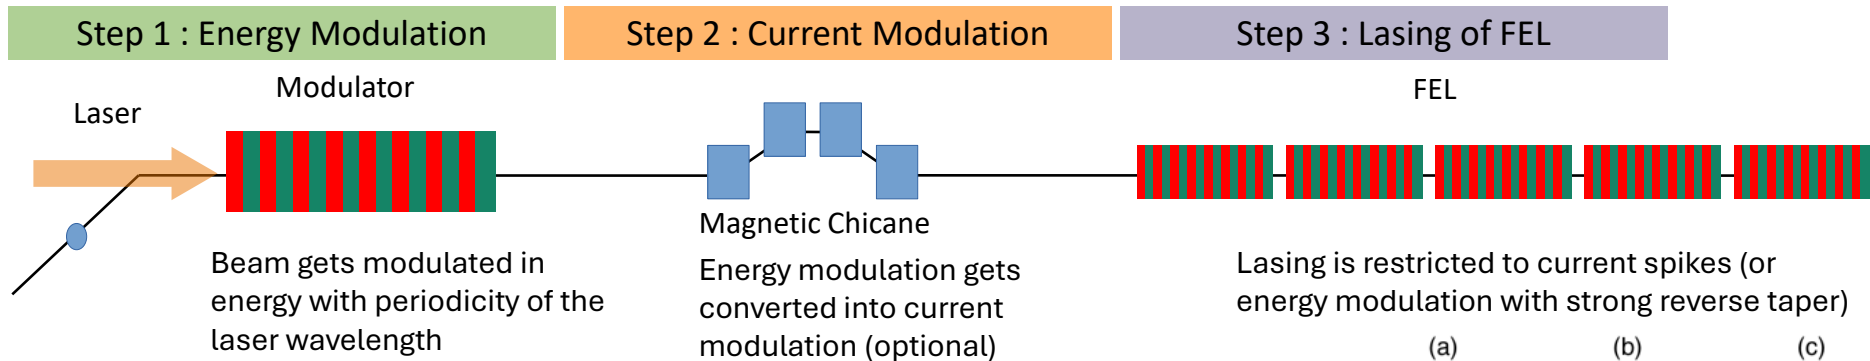 Step 1 : Energy Modulation
Step 2 : Current Modulation
Step 3 : Lasing of FEL
Laser
Modulator
FEL
Magnetic Chicane
Beam gets modulated in
energy with periodicity of the
laser wavelength
Energy modulation gets
converted into current
modulation (optional)
Lasing is restricted to current spikes (or
energy modulation with strong reverse taper)
(a)
(b)
(c)